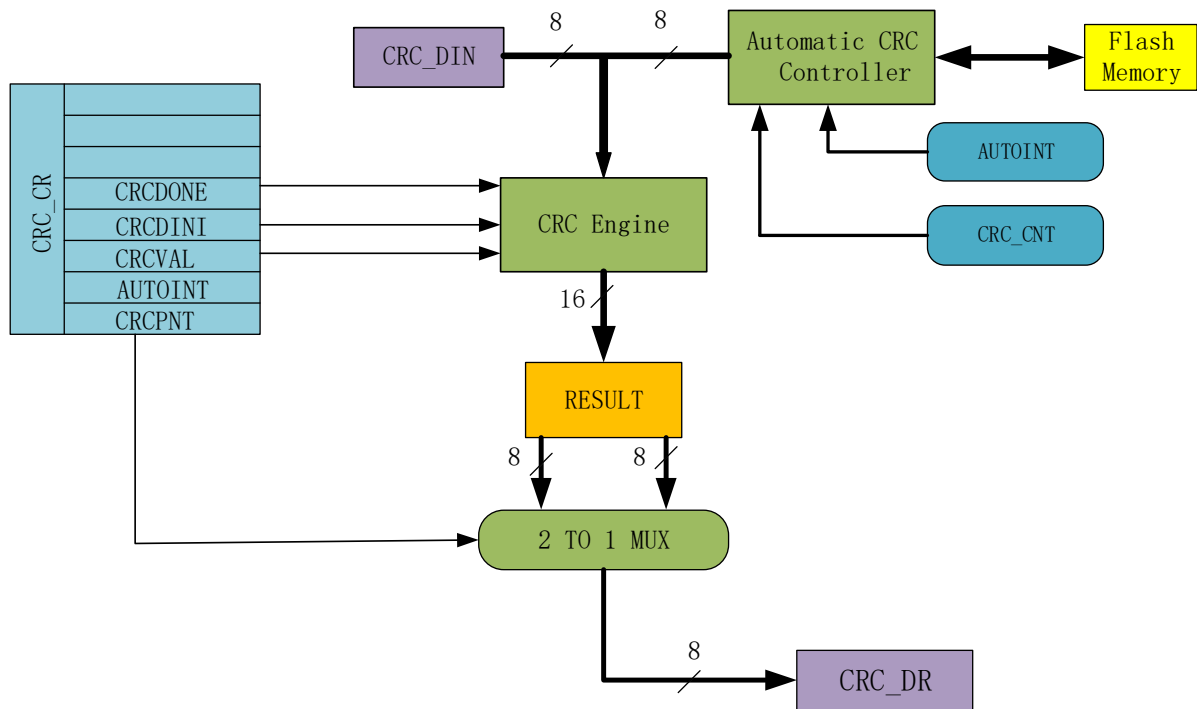 8
8
CRC_DIN
Automatic CRC
Controller
Flash
Memory
AUTOINT
CRC_CNT
CRC_CR
CRCDONE
CRCDINI
CRCVAL
AUTOINT
CRCPNT
CRC Engine
16
RESULT
8
8
2 TO 1 MUX
8
CRC_DR